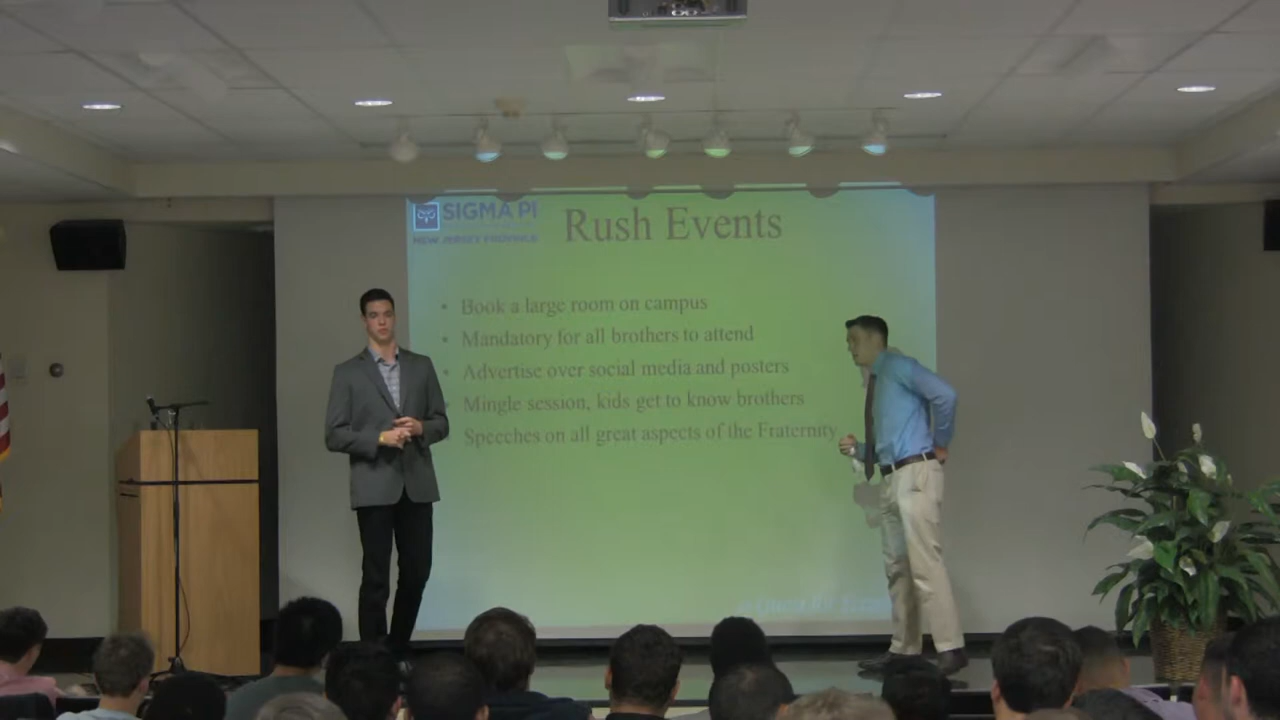 SIGMA PI
NEW JERSEY PROVINCE
Rush Events
• Book a large room on campus
• Mandatory for all brothers to attend
• Advertise over social media and posters
• Mingle session, kids get to know brothers
Speeches on all great aspects of the Fraternity